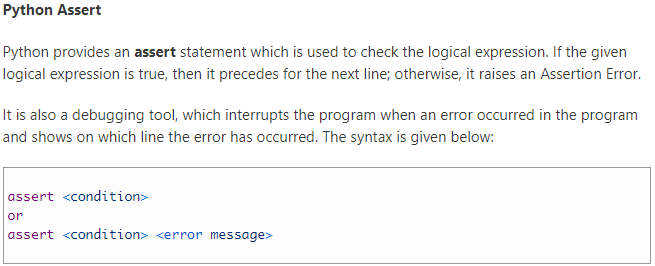 Python Assert
Python provides an assert statement which is used to check the logical expression. If the given
logical expression is true, then it precedes for the next line; otherwise, it raises an Assertion Error.
It is also a debugging tool, which interrupts the program when an error occurred in the program
and shows on which line the error has occurred. The syntax is given below:
assert <condition>
or
assert <condition> <error message>